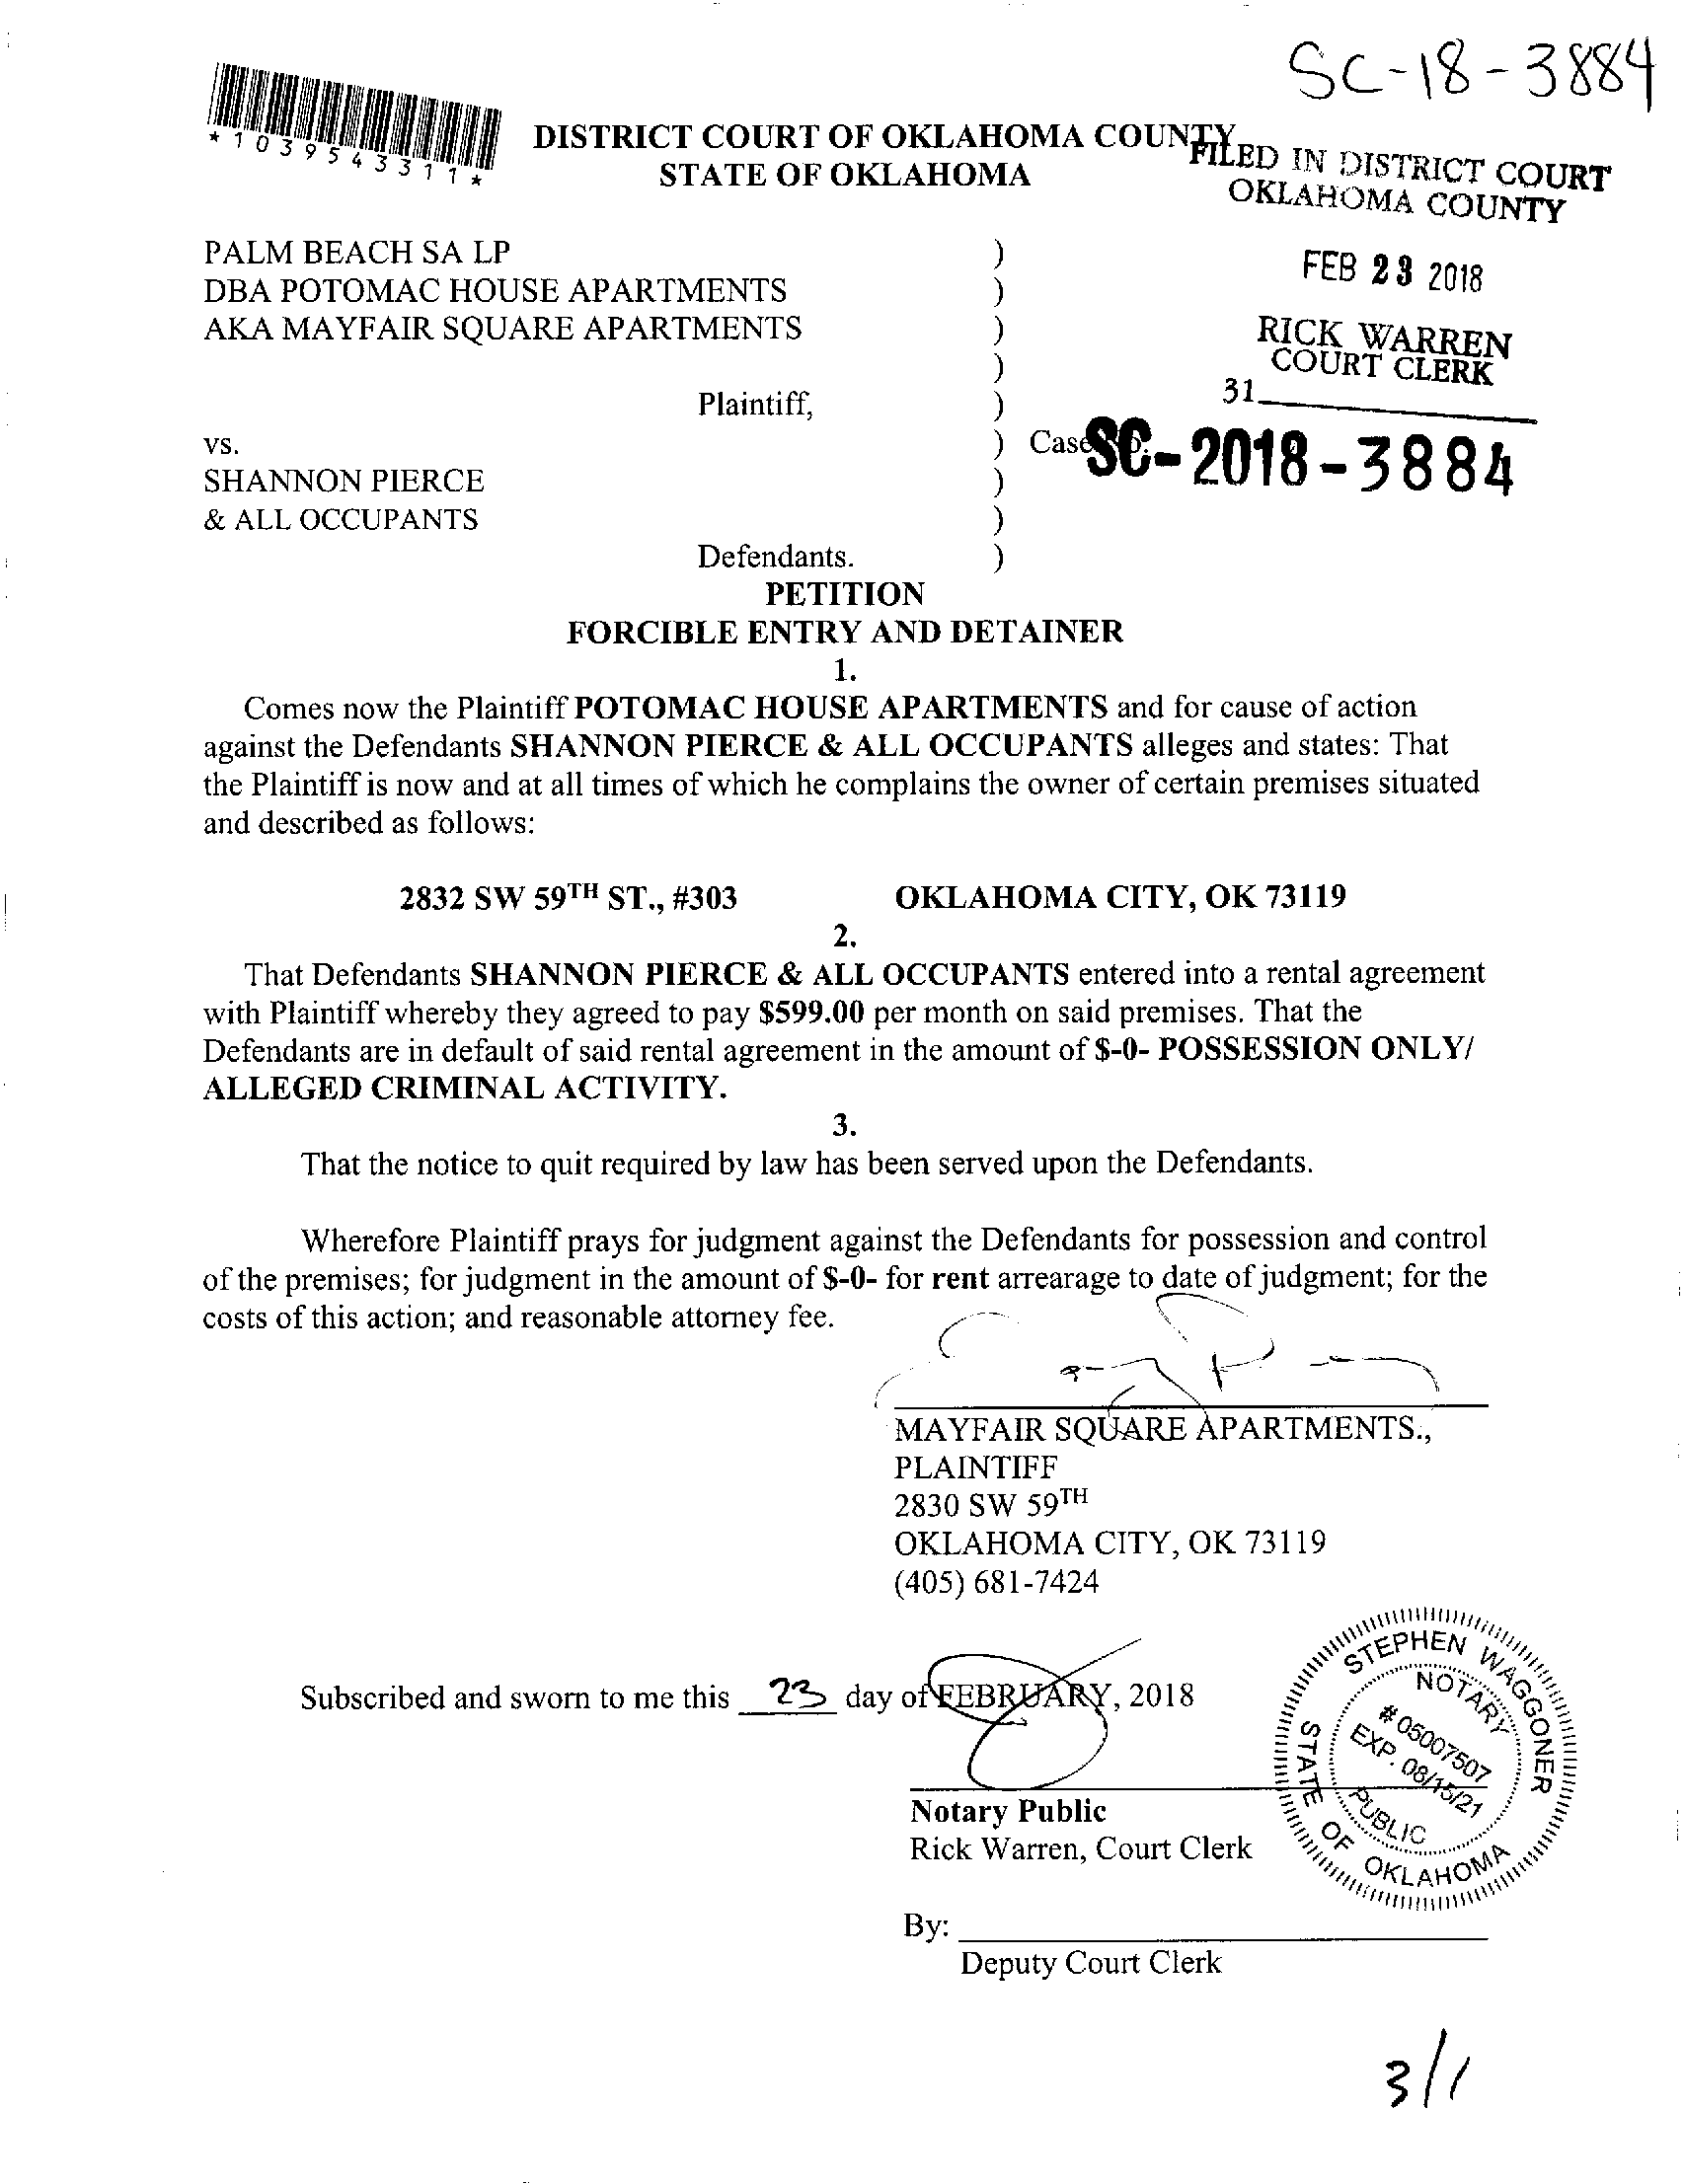 SC-18-3884
*1039543311*
DISTRICT COURT OF OKLAHOMA COUNTY
STATE OF OKLAHOMA
FILED IN DISTRICT COURT
OKLAHOMA COUNTY
FEB 23 2018
RICK WARREN
COURT CLERK
31
PALM BEACH SA LP )
DBA POTOMAC HOUSE APARTMENTS )
AKA MAYFAIR SQUARE APARTMENTS )
)
Plaintiff, )
vs. ) Case No. SC-2018-3884
SHANNON PIERCE )
& ALL OCCUPANTS )
Defendants. )
PETITION
FORCIBLE ENTRY AND DETAINER
1.
Comes now the Plaintiff POTOMAC HOUSE APARTMENTS and for cause of action
against the Defendants SHANNON PIERCE & ALL OCCUPANTS alleges and states: That
the Plaintiff is now and at all times of which he complains the owner of certain premises situated
and described as follows:
2832 SW 59TH ST., #303 OKLAHOMA CITY, OK 73119
2.
That Defendants SHANNON PIERCE & ALL OCCUPANTS entered into a rental agreement
with Plaintiff whereby they agreed to pay $599.00 per month on said premises. That the
Defendants are in default of said rental agreement in the amount of $-0- POSSESSION ONLY/
ALLEGED CRIMINAL ACTIVITY.
3.
That the notice to quit required by law has been served upon the Defendants.
Wherefore Plaintiff prays for judgment against the Defendants for possession and control
of the premises; for judgment in the amount of $-0- for rent arrearage to date of judgment; for the
costs of this action; and reasonable attorney fee.
MAYFAIR SQUARE APARTMENTS.,
PLAINTIFF
2830 SW 59TH
OKLAHOMA CITY, OK 73119
(405) 681-7424
Subscribed and sworn to me this 23 day of FEBRUARY, 2018
STEPHEN WAGGONER
NOTARY
# 05007507
EXP. 08/15/21
PUBLIC
STATE OF OKLAHOMA
Notary Public
Rick Warren, Court Clerk
By:
Deputy Court Clerk
3/1